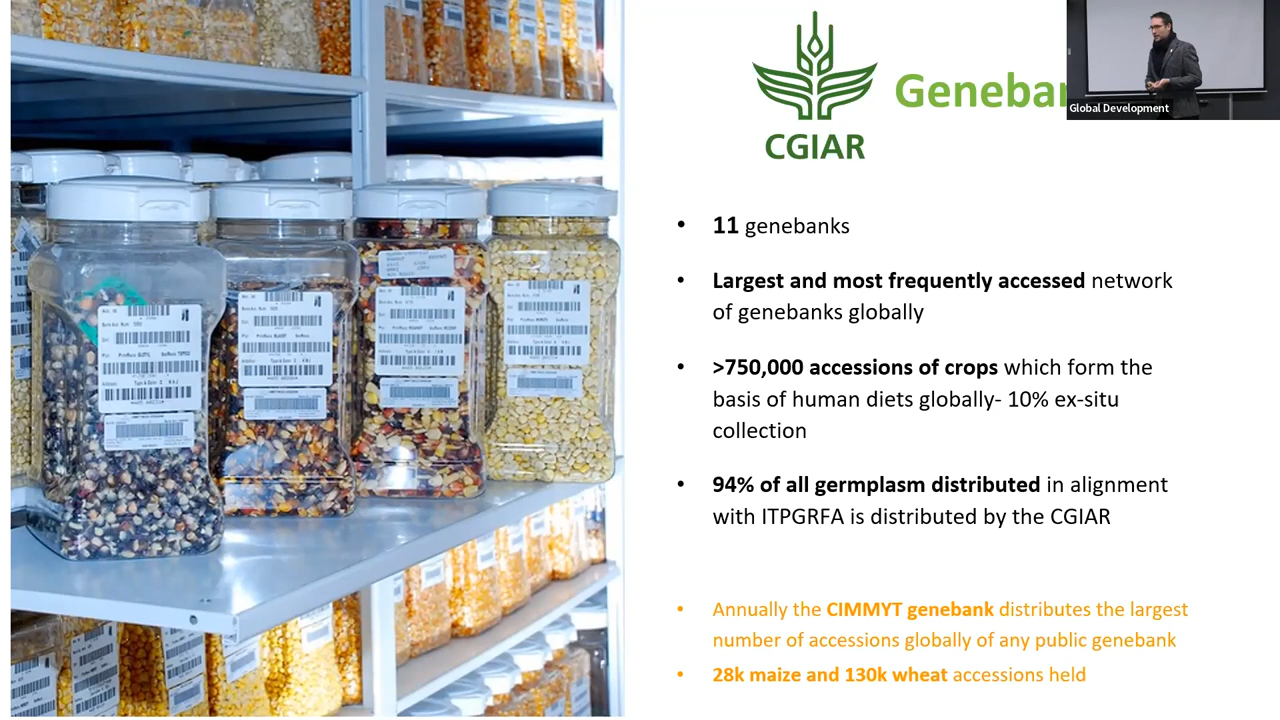 CGIAR
Geneba
Global Development
• 11 genebanks
• Largest and most frequently accessed network
of genebanks globally
• >750,000 accessions of crops which form the
basis of human diets globally- 10% ex-situ
collection
• 94% of all germplasm distributed in alignment
with ITPGRFA is distributed by the CGIAR
• Annually the CIMMYT genebank distributes the largest
number of accessions globally of any public genebank
• 28k maize and 130k wheat accessions held